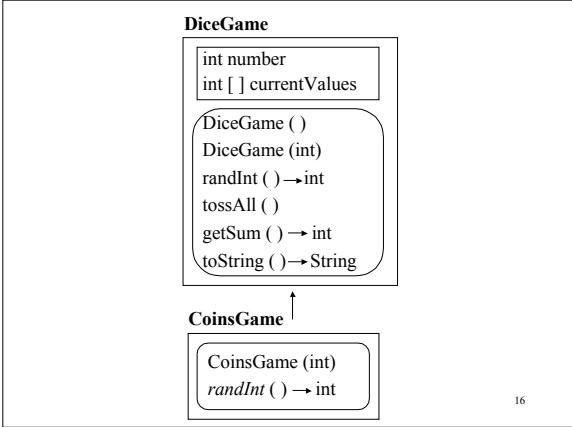 DiceGame
int number
int [ ] currentValues
DiceGame ( )
DiceGame (int)
randInt ( ) → int
tossAll ( )
getSum ( ) → int
toString ( ) → String
CoinsGame
CoinsGame (int)
randInt ( ) → int
16